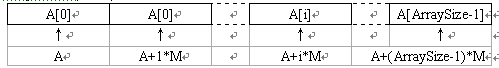 A[0] A[0] A[i] A[ArraySize-1]
↑ ↑ ↑ ↑
A A+1*M A+i*M A+(ArraySize-1)*M